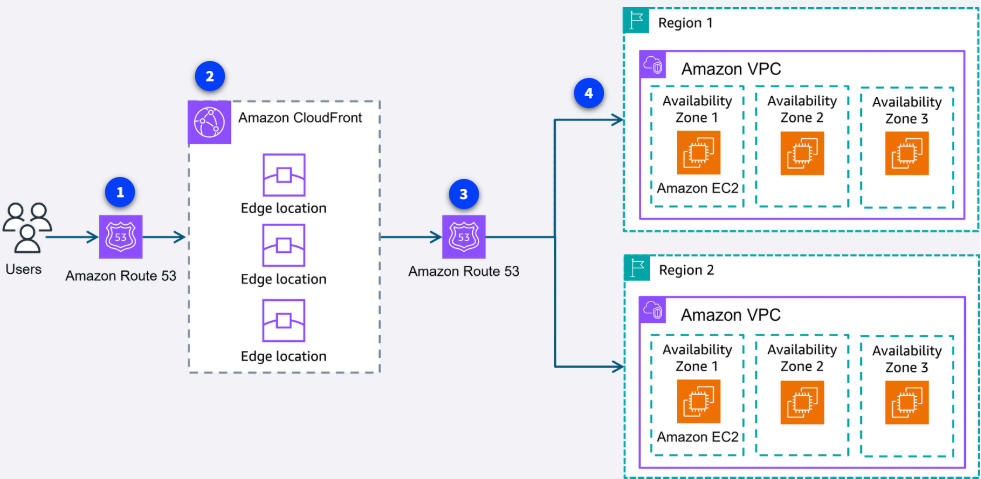 Users
1
53
Amazon Route 53
2
Amazon CloudFront
Edge location
Edge location
Edge location
3
53
Amazon Route 53
4
Region 1
Amazon VPC
Availability
Zone 1
Amazon EC2
Availability
Zone 2
Availability
Zone 3
Region 2
Amazon VPC
Availability
Zone 1
Amazon EC2
Availability
Zone 2
Availability
Zone 3